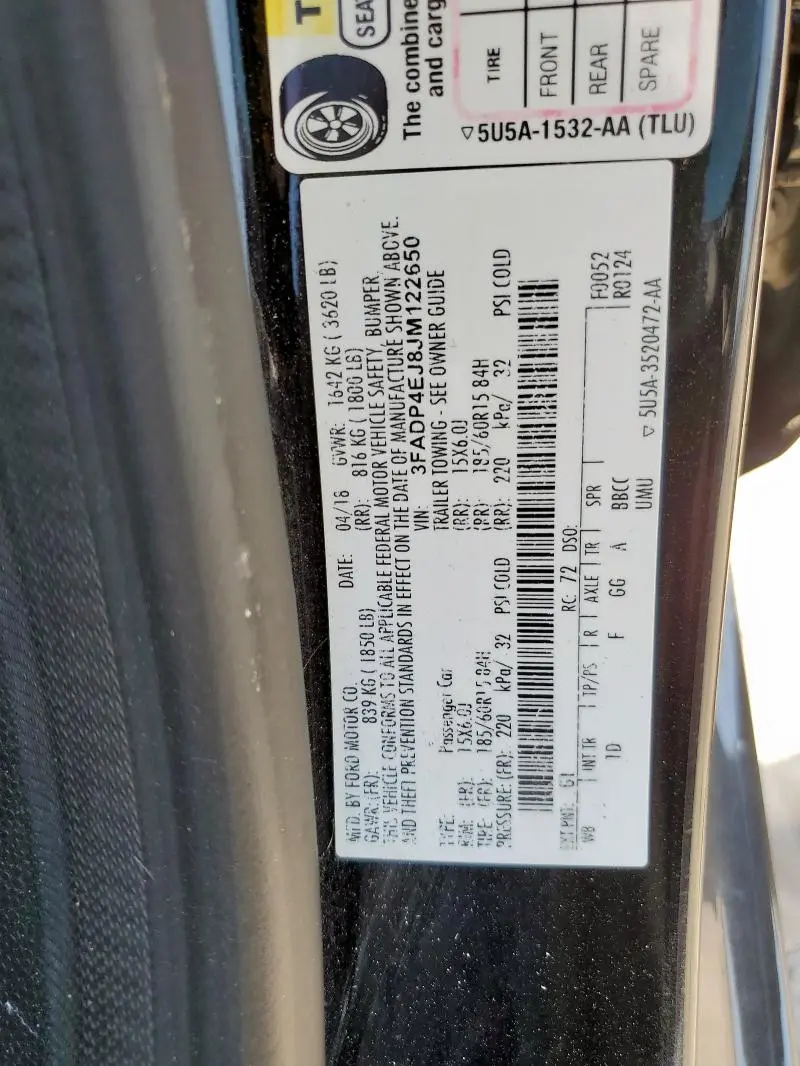 T
SEA
The combine
and carg
TIRE
FRONT
REAR
SPARE
▽5U5A-1532-AA (TLU)
MFD. BY FORD MOTOR CO.
DATE: 04/18 GVWR: 1642 KG ( 3620 LB)
GAWR:(FR): 839 KG ( 1850 LB) (RR): 816 KG ( 1800 LB)
THIS VEHICLE CONFORMS TO ALL APPLICABLE FEDERAL MOTOR VEHICLE SAFETY, BUMPER,
AND THEFT PREVENTION STANDARDS IN EFFECT ON THE DATE OF MANUFACTURE SHOWN ABOVE.
VIN: 3FADP4EJ8JM122650
TYPE: Passenger Car TRAILER TOWING - SEE OWNER GUIDE
RIM: (FR): 15X6.0J (RR): 15X6.0J
TIRE: (FR): 185/60R15 84H (RR): 185/60R15 84H
PRESSURE:(FR): 220 kPa/ 32 PSI COLD (RR): 220 kPa/ 32 PSI COLD
EXT PNT: G1 RC: 72 DSO: F0052
WB INT TR TP/PS R AXLE TR SPR R0124
1D F GG A BBCC
UMU ▽ 5U5A-3520472-AA